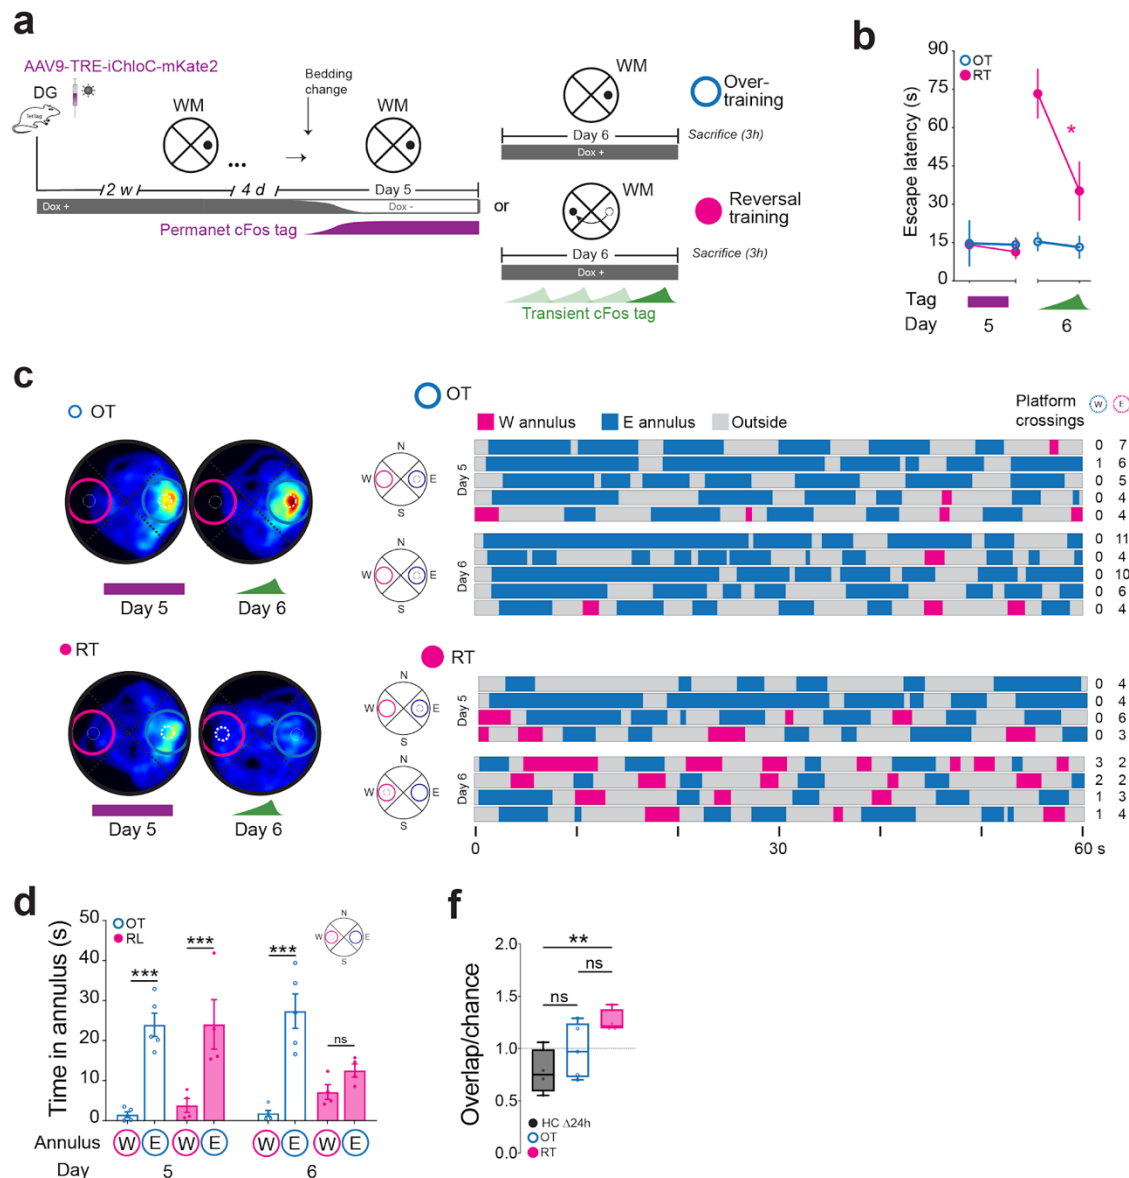 a
AAV9-TRE-iChloC-mKate2
DG
TetTag
WM
...
Bedding
change
WM
2 w
4 d
Day 5
Dox +
Dox -
Permanet cFos tag
or
WM
Over-
training
Day 6
Sacrifice (3h)
Dox +
WM
Reversal
training
Day 6
Sacrifice (3h)
Dox +
Transient cFos tag
b
Escape latency (s)
90
75
60
45
30
15
0
OT
RT
*
Tag
Day 5 6
c
OT
Day 5 Day 6
RT
Day 5 Day 6
OT
W annulus E annulus Outside
Platform
crossings
W E
N
W E
S
Day 5
0 7
1 6
0 5
0 4
0 4
N
W E
S
Day 6
0 11
0 4
0 10
0 6
0 4
RT
N
W E
S
Day 5
0 4
0 4
0 6
0 3
N
W E
S
Day 6
3 2
2 2
1 3
1 4
0 30 60 s
d
Time in annulus (s)
50
40
30
20
10
0
OT
RL
*** *** *** ns
N
W E
S
Annulus W E W E W E W E
Day 5 6
f
Overlap/chance
2.0
1.5
1.0
0.5
0.0
**
ns
ns
HC Δ24h
OT
RT